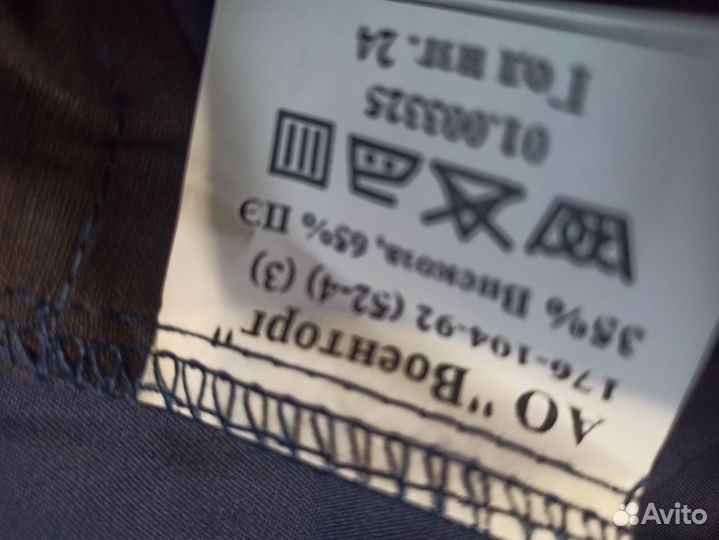 АО "Военторг"
176-104-92 (52-4) (3)
35% Вискоза, 65% ПЭ
01.003325
Год изг. 24
Avito